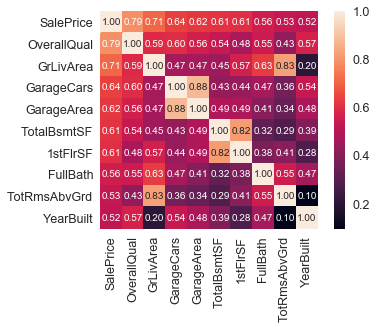 SalePrice 1.00 0.79 0.71 0.64 0.62 0.61 0.61 0.56 0.53 0.52
OverallQual 0.79 1.00 0.59 0.60 0.56 0.54 0.48 0.55 0.43 0.57
GrLivArea 0.71 0.59 1.00 0.47 0.47 0.45 0.57 0.63 0.83 0.20
GarageCars 0.64 0.60 0.47 1.00 0.88 0.43 0.44 0.47 0.36 0.54
GarageArea 0.62 0.56 0.47 0.88 1.00 0.49 0.49 0.41 0.34 0.48
TotalBsmtSF 0.61 0.54 0.45 0.43 0.49 1.00 0.82 0.32 0.29 0.39
1stFlrSF 0.61 0.48 0.57 0.44 0.49 0.82 1.00 0.38 0.41 0.28
FullBath 0.56 0.55 0.63 0.47 0.41 0.32 0.38 1.00 0.55 0.47
TotRmsAbvGrd 0.53 0.43 0.83 0.36 0.34 0.29 0.41 0.55 1.00 0.10
YearBuilt 0.52 0.57 0.20 0.54 0.48 0.39 0.28 0.47 0.10 1.00
SalePrice
OverallQual
GrLivArea
GarageCars
GarageArea
TotalBsmtSF
1stFlrSF
FullBath
TotRmsAbvGrd
YearBuilt
1.0
0.8
0.6
0.4
0.2